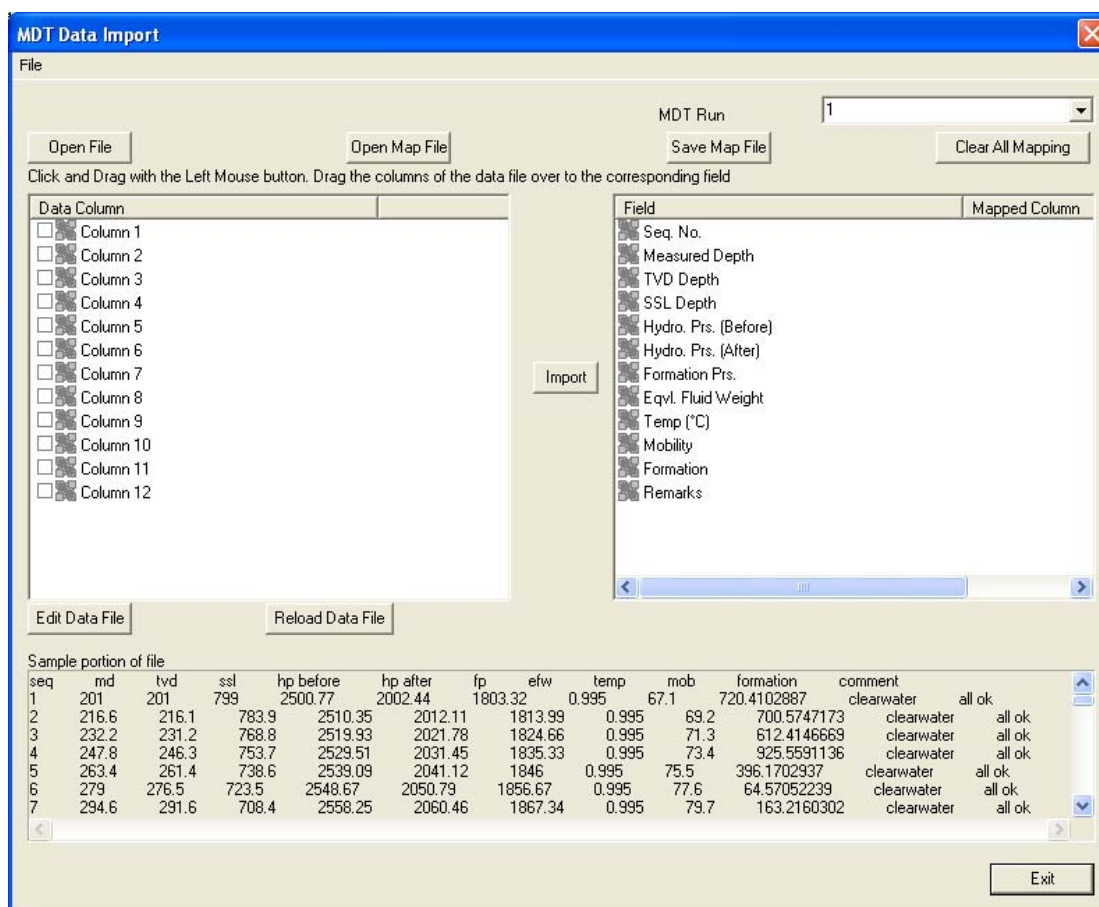 MDT Data Import
File
MDT Run 1
Open File Open Map File Save Map File Clear All Mapping
Click and Drag with the Left Mouse button. Drag the columns of the data file over to the corresponding field
Data Column Field Mapped Column
Column 1 Seq. No.
Column 2 Measured Depth
Column 3 TVD Depth
Column 4 SSL Depth
Column 5 Hydro. Prs. (Before)
Column 6 Hydro. Prs. (After)
Column 7 Formation Prs.
Import
Column 8 Eqvl. Fluid Weight
Column 9 Temp (°C)
Column 10 Mobility
Column 11 Formation
Column 12 Remarks
Edit Data File Reload Data File
Sample portion of file
seq md tvd ssl hp before hp after fp efw temp mob formation comment
1 201 201 799 2500.77 2002.44 1803.32 0.995 67.1 720.4102887 clearwater all ok
2 216.6 216.1 783.9 2510.35 2012.11 1813.99 0.995 69.2 700.5747173 clearwater all ok
3 232.2 231.2 768.8 2519.93 2021.78 1824.66 0.995 71.3 612.4146669 clearwater all ok
4 247.8 246.3 753.7 2529.51 2031.45 1835.33 0.995 73.4 925.5591136 clearwater all ok
5 263.4 261.4 738.6 2539.09 2041.12 1846 0.995 75.5 396.1702937 clearwater all ok
6 279 276.5 723.5 2548.67 2050.79 1856.67 0.995 77.6 64.57052239 clearwater all ok
7 294.6 291.6 708.4 2558.25 2060.46 1867.34 0.995 79.7 163.2160302 clearwater all ok
Exit